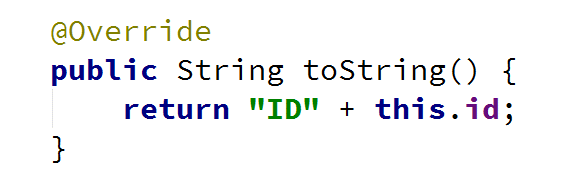 @Override
public String toString() {
    return "ID" + this.id;
}